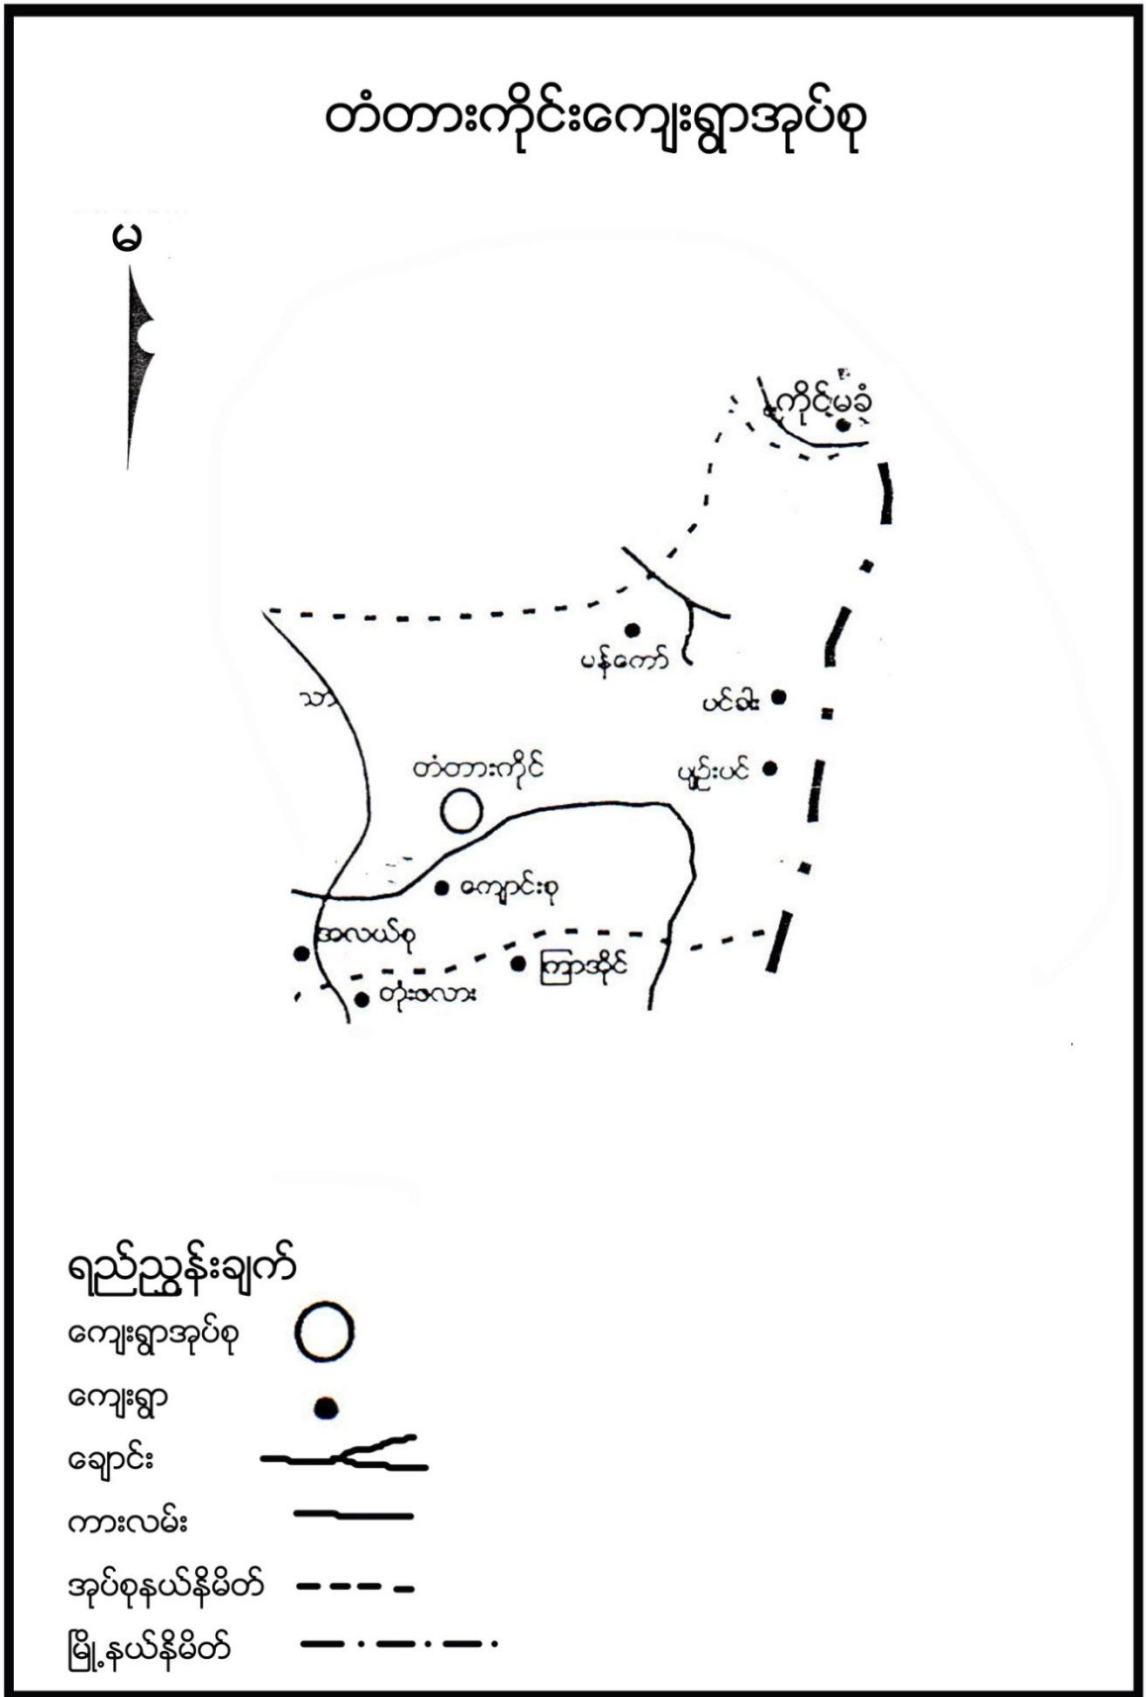 တံတားကိုင်းကျေးရွာအုပ်စု
မ
ကိုင်မခံ
မန်ကော်
ပင်ခါး
သာ
တံတားကိုင်
ပျဉ်းပင်
ကျောင်းစု
အလယ်စု
ကြာအိုင်
တုံးဇလား
ရည်ညွှန်းချက်
ကျေးရွာအုပ်စု
ကျေးရွာ
ချောင်း
ကားလမ်း
အုပ်စုနယ်နိမိတ်
မြို့နယ်နိမိတ်